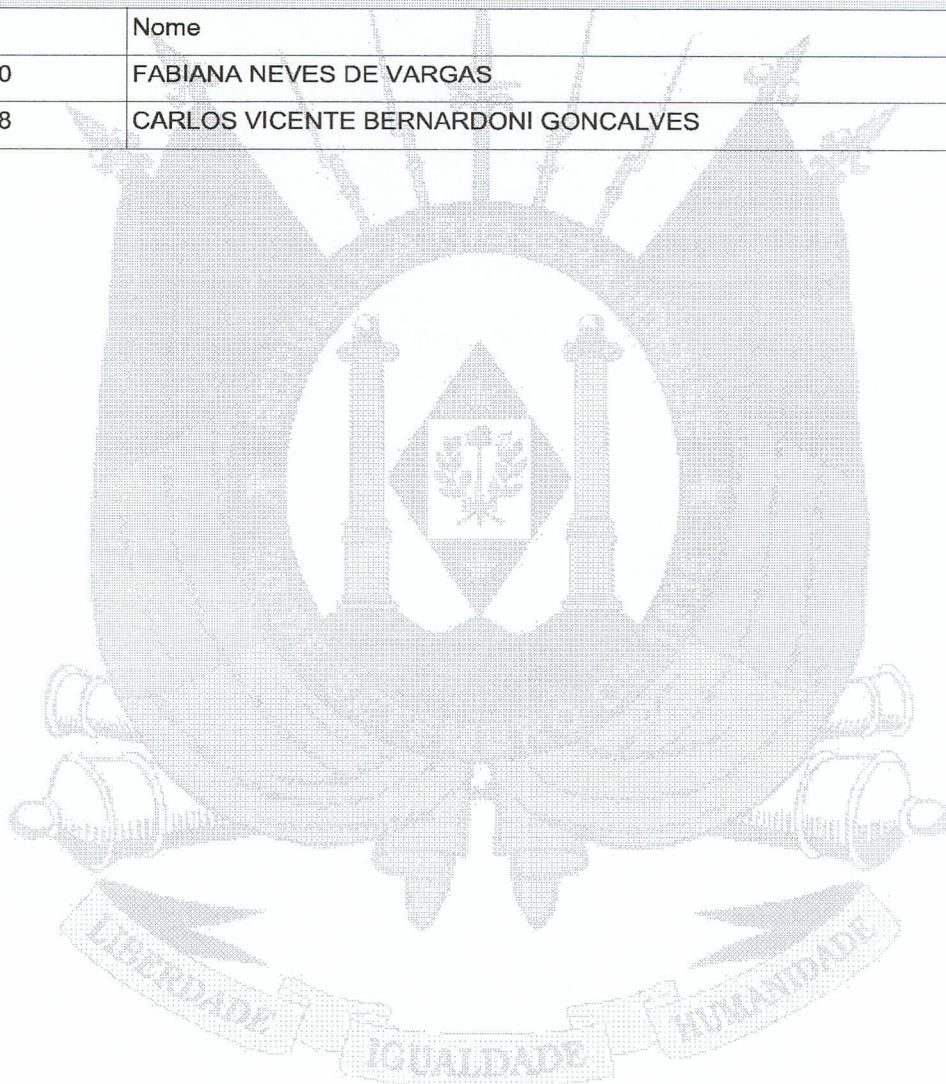 Nome
0 FABIANA NEVES DE VARGAS
8 CARLOS VICENTE BERNARDONI GONCALVES
LIBERDADE IGUALDADE HUMANIDADE